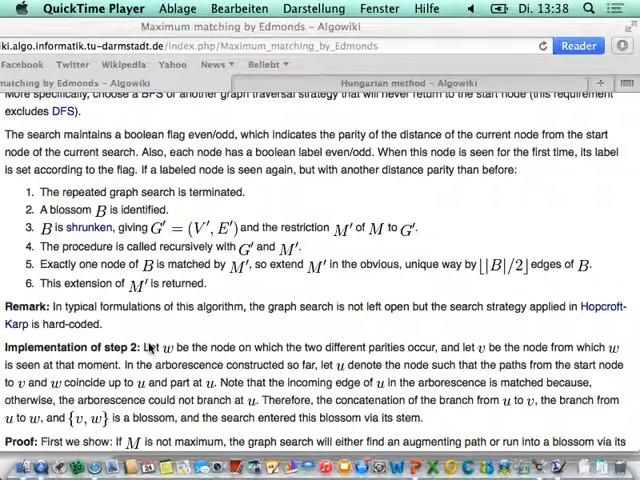 QuickTime Player Ablage Bearbeiten Darstellung Fenster Hilfe Di. 13:38
Maximum matching by Edmonds - Algowiki
iki.algo.informatik.tu-darmstadt.de/index.php/Maximum_matching_by_Edmonds Reader
Facebook Twitter Wikipedia Yahoo News Beliebt
matching by Edmonds - Algowiki Hungarian method - Algowiki
More specifically, choose a BFS or another graph traversal strategy that will never return to the start node (this requirement
excludes DFS).
The search maintains a boolean flag even/odd, which indicates the parity of the distance of the current node from the start
node of the current search. Also, each node has a boolean label even/odd. When this node is seen for the first time, its label
is set according to the flag. If a labeled node is seen again, but with another distance parity than before:
1. The repeated graph search is terminated.
2. A blossom B is identified.
3. B is shrunken, giving G′ = (V′, E′) and the restriction M′ of M to G′.
4. The procedure is called recursively with G′ and M′.
5. Exactly one node of B is matched by M′, so extend M′ in the obvious, unique way by ⌊|B|/2⌋ edges of B.
6. This extension of M′ is returned.
Remark: In typical formulations of this algorithm, the graph search is not left open but the search strategy applied in Hopcroft-
Karp is hard-coded.
Implementation of step 2: Let w be the node on which the two different parities occur, and let v be the node from which w
is seen at that moment. In the arborescence constructed so far, let u denote the node such that the paths from the start node
to v and w coincide up to u and part at u. Note that the incoming edge of u in the arborescence is matched because,
otherwise, the arborescence could not branch at u. Therefore, the concatenation of the branch from u to v, the branch from
u to w, and {v, w} is a blossom, and the search entered this blossom via its stem.
Proof: First we show: If M is not maximum, the graph search will either find an augmenting path or run into a blossom via its